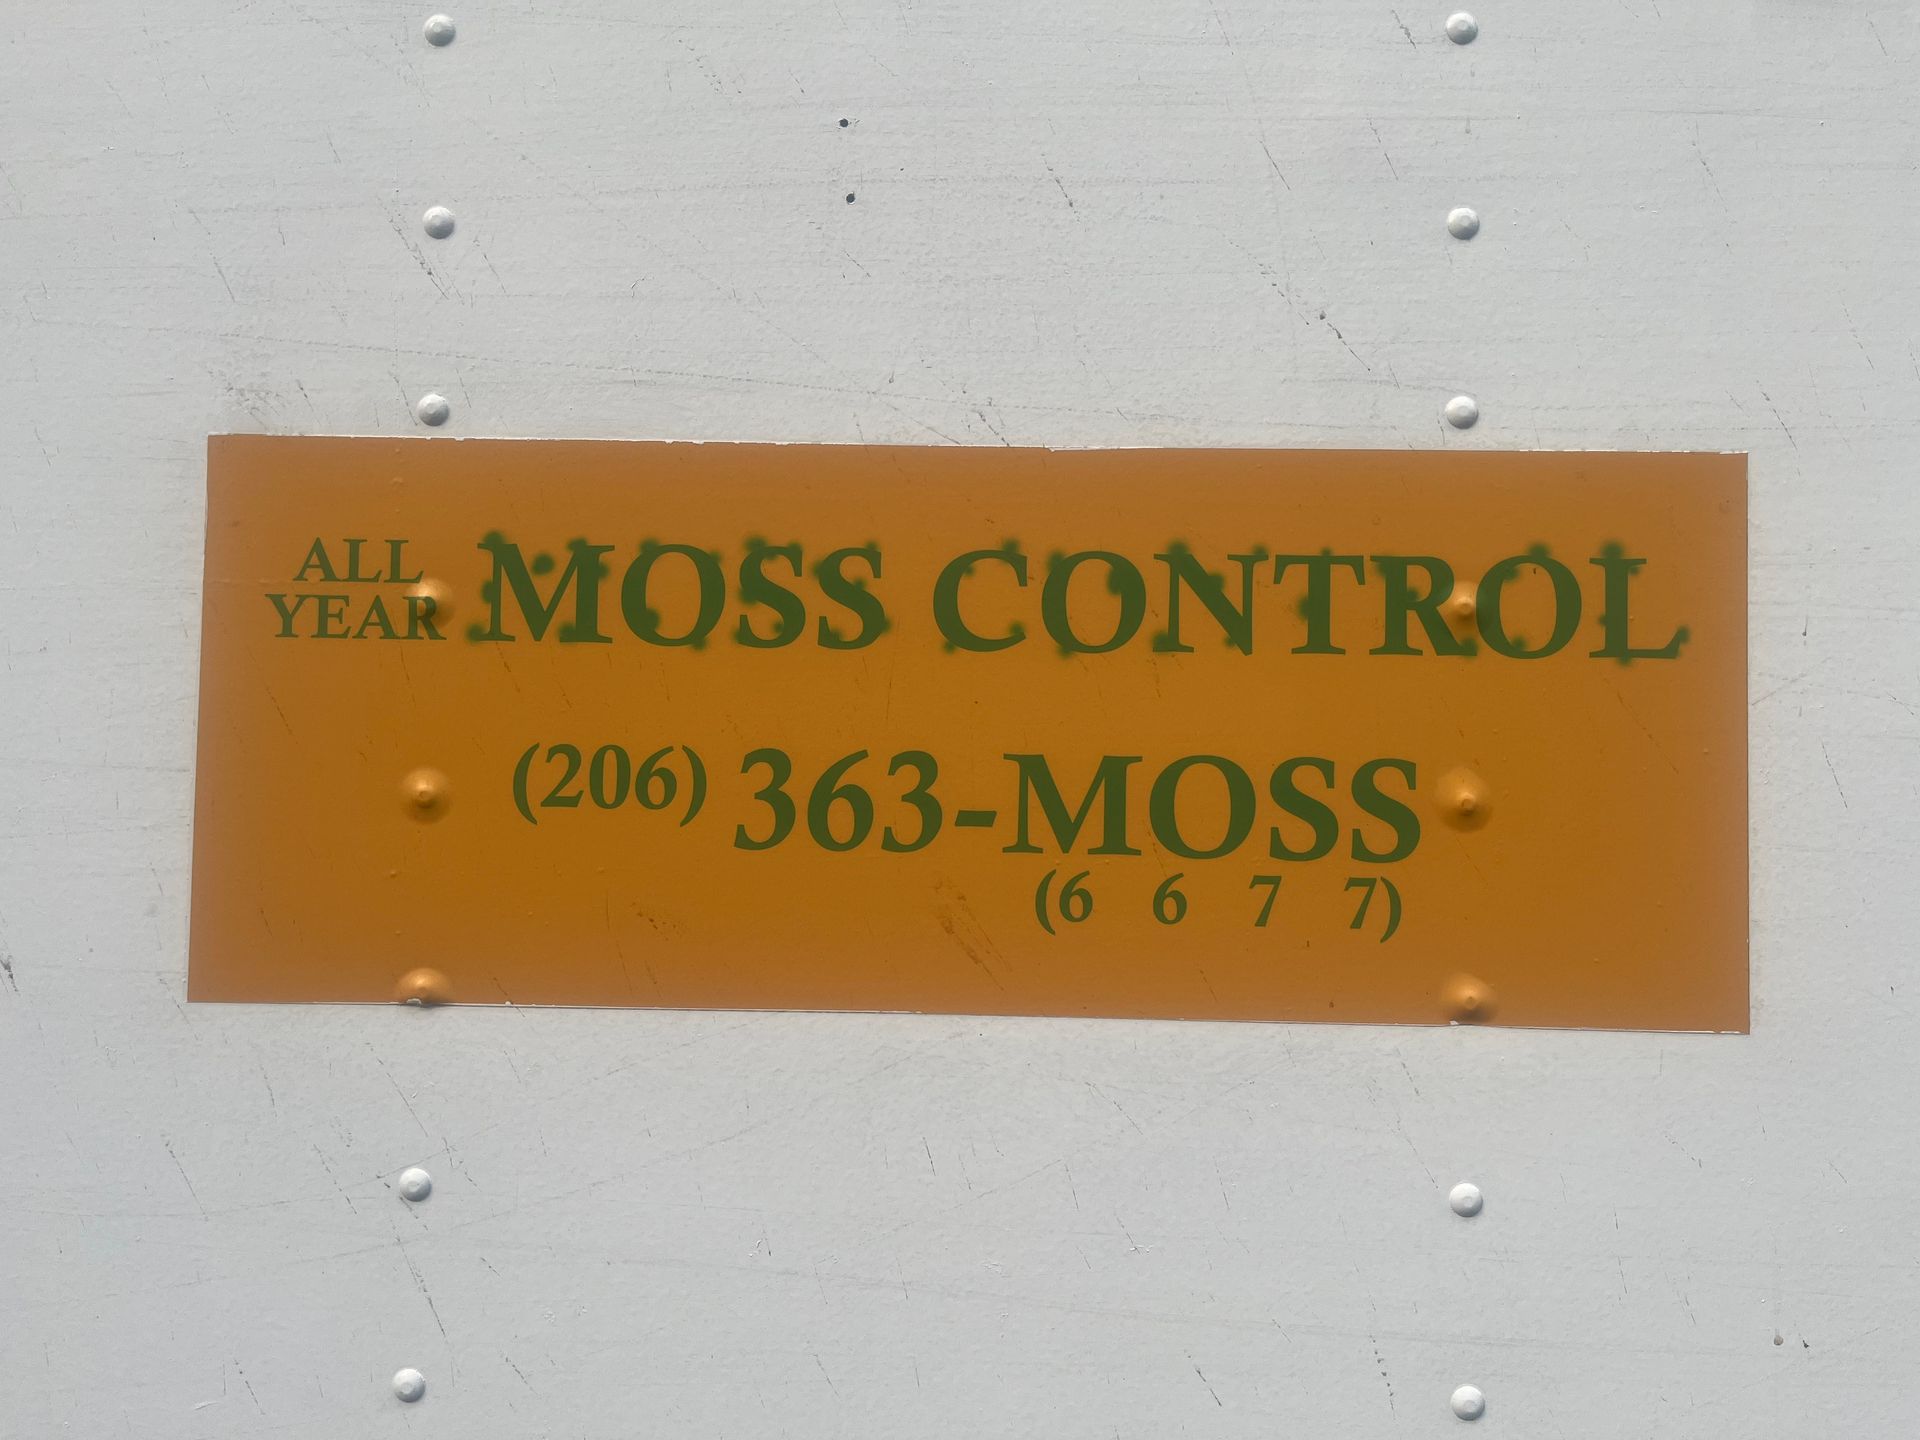 ALL
YEAR MOSS CONTROL
(206) 363-MOSS
(6 6 7 7)